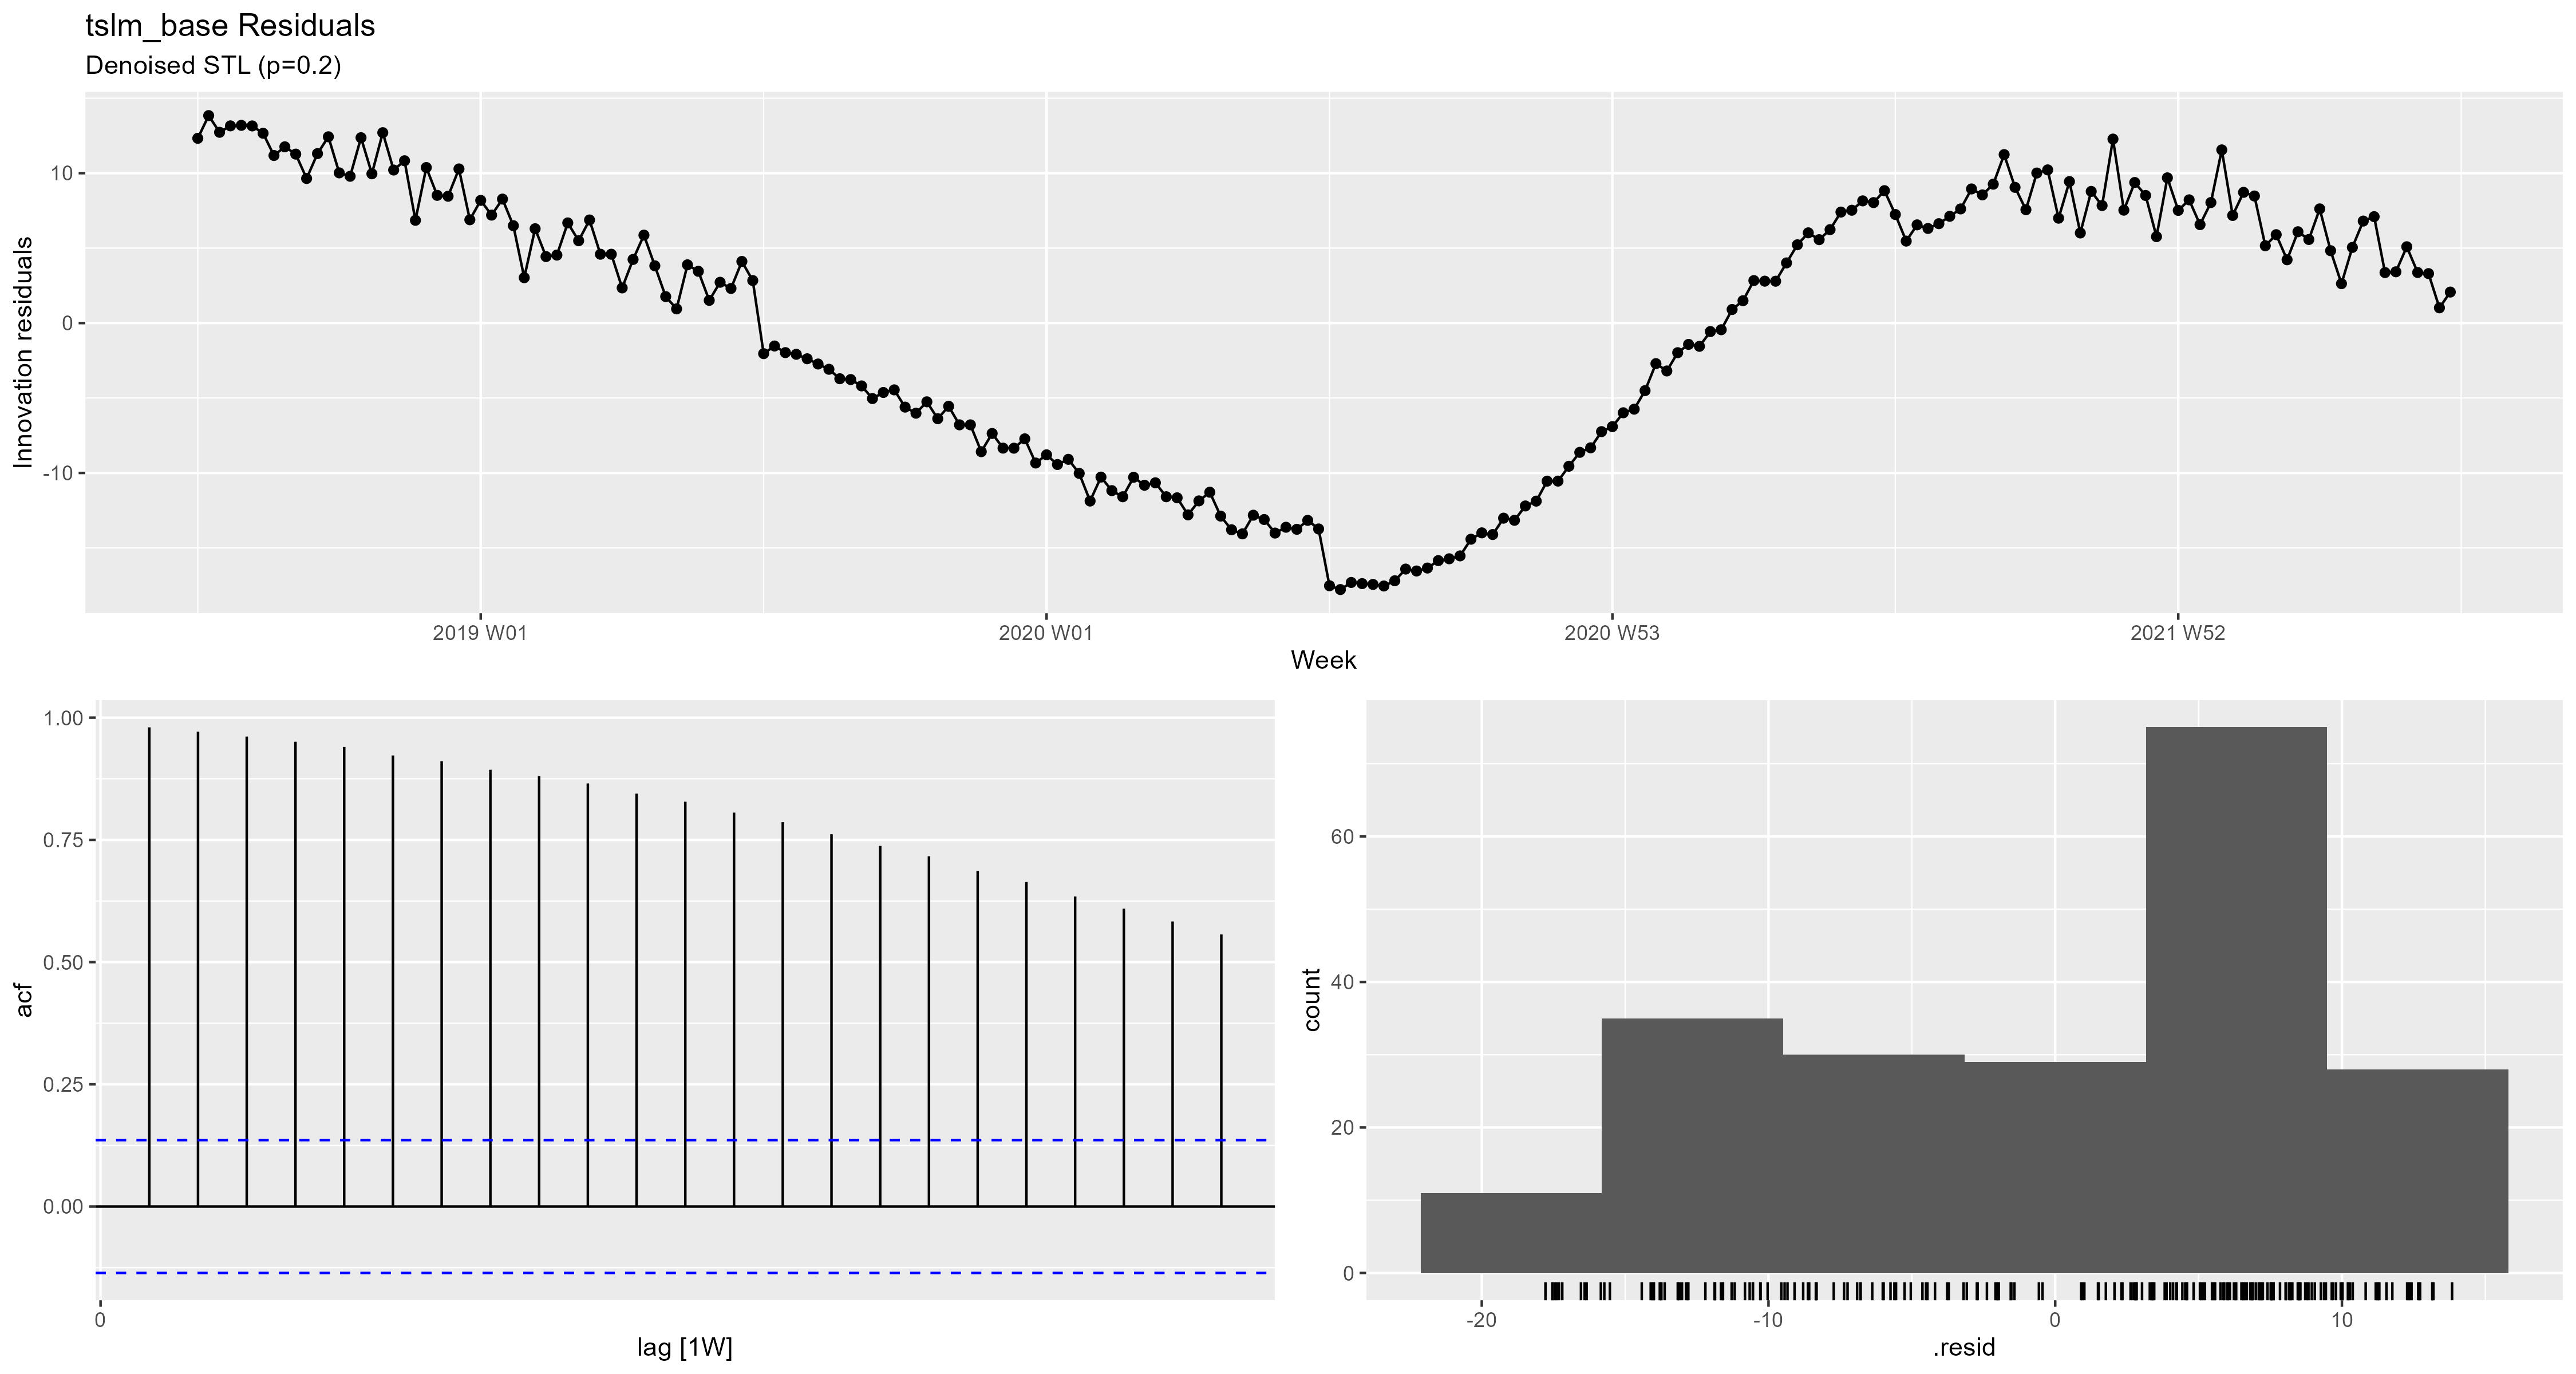 tslm_base Residuals
Denoised STL (p=0.2)
Innovation residuals
10
0
-10
2019 W01
2020 W01
2020 W53
2021 W52
Week
acf
1.00
0.75
0.50
0.25
0.00
0
lag [1W]
count
60
40
20
0
-20
-10
0
10
.resid